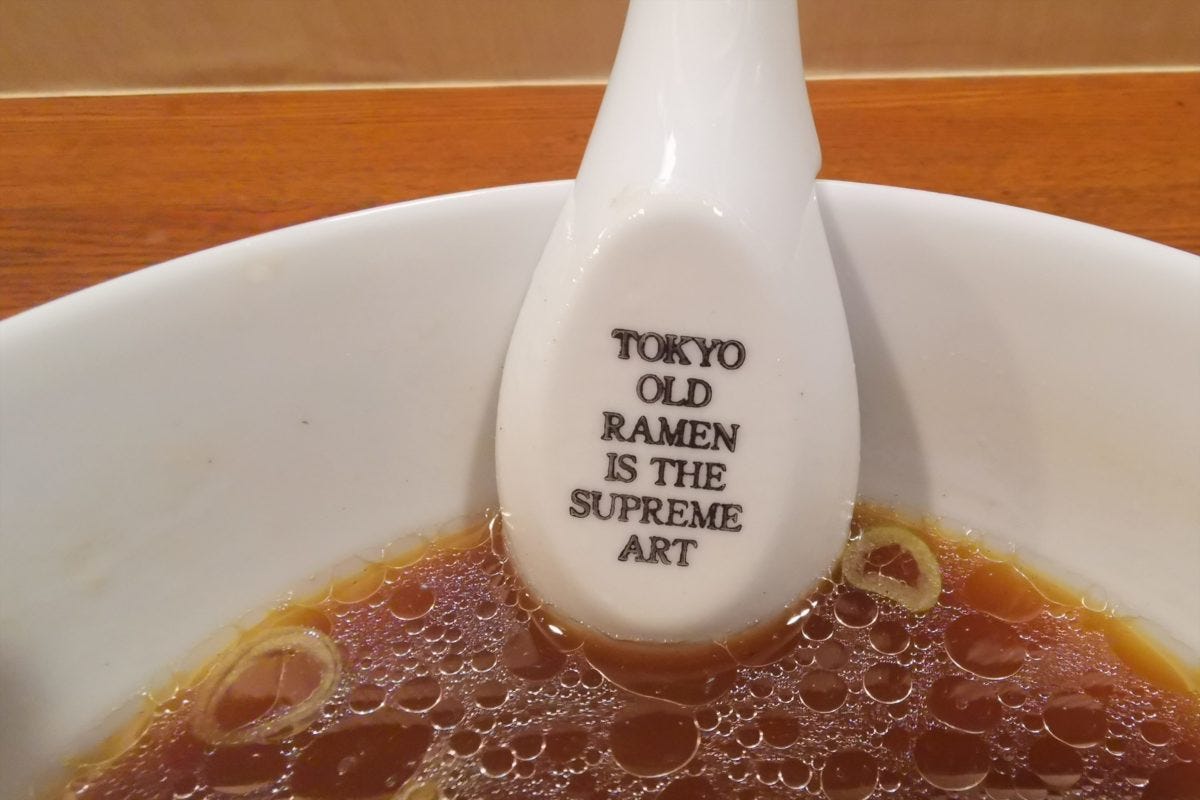 TOKYO
OLD
RAMEN
IS THE
SUPREME
ART